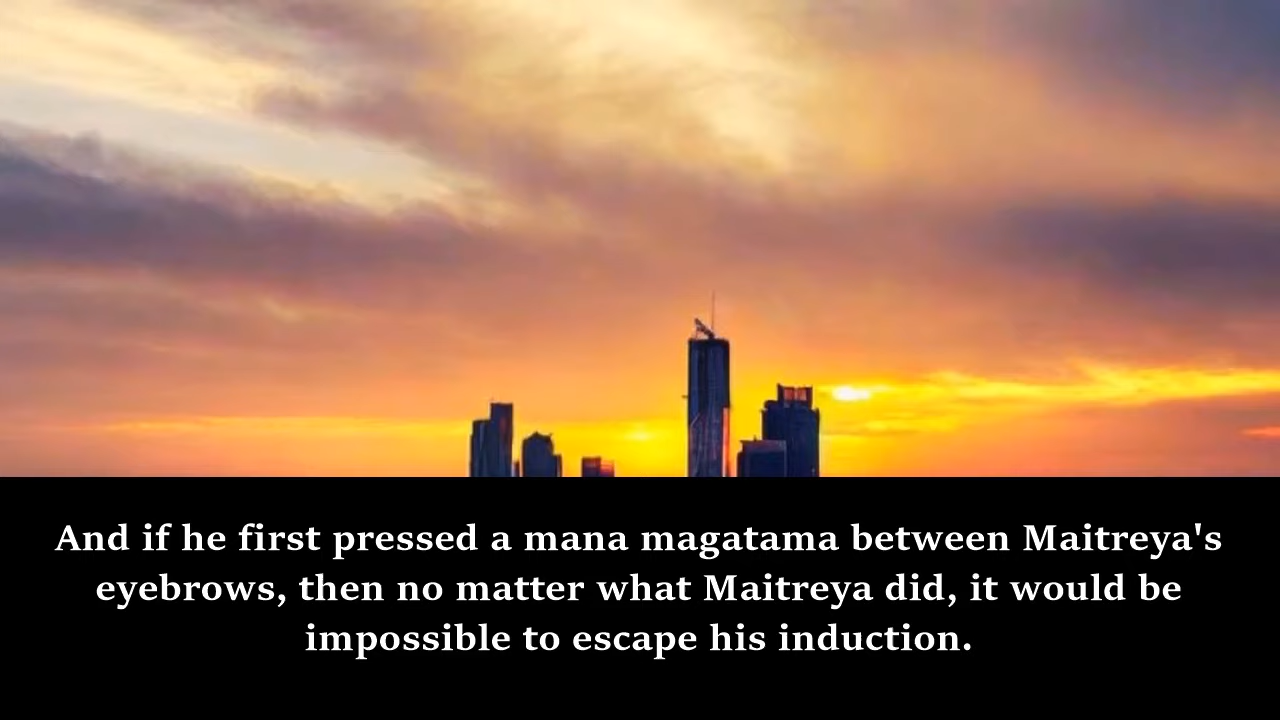 And if he first pressed a mana magatama between Maitreya's
eyebrows, then no matter what Maitreya did, it would be
impossible to escape his induction.